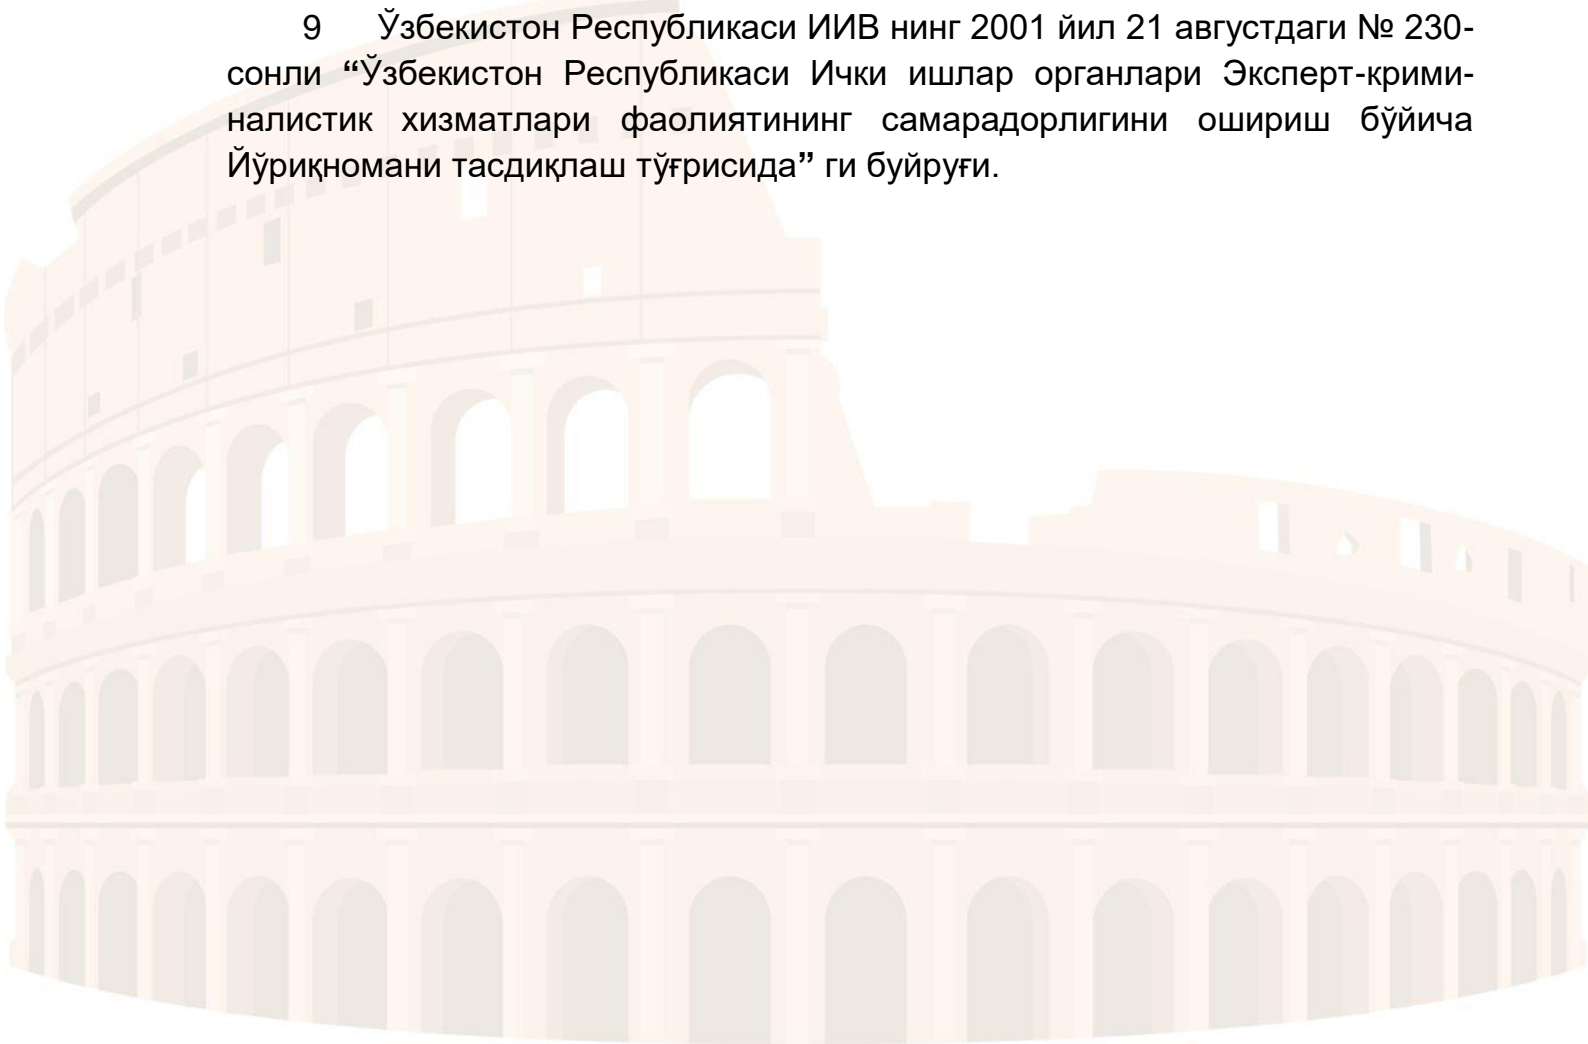 9 Ўзбекистон Республикаси ИИВ нинг 2001 йил 21 августдаги № 230-
сонли “Ўзбекистон Республикаси Ички ишлар органлари Эксперт-крими-
налистик хизматлари фаолиятининг самарадорлигини ошириш бўйича
Йўриқномани тасдиқлаш тўғрисида” ги буйруғи.